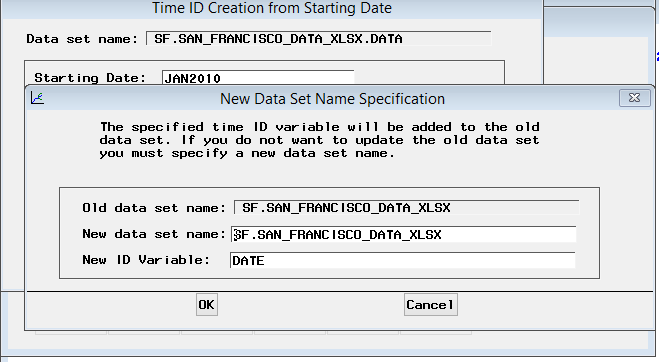 Time ID Creation from Starting Date
Data set name: SF.SAN_FRANCISCO_DATA_XLSX.DATA
Starting Date: JAN2010
New Data Set Name Specification
The specified time ID variable will be added to the old
data set. If you do not want to update the old data set
you must specify a new data set name.
Old data set name: SF.SAN_FRANCISCO_DATA_XLSX
New data set name: SF.SAN_FRANCISCO_DATA_XLSX
New ID Variable: DATE
OK Cancel